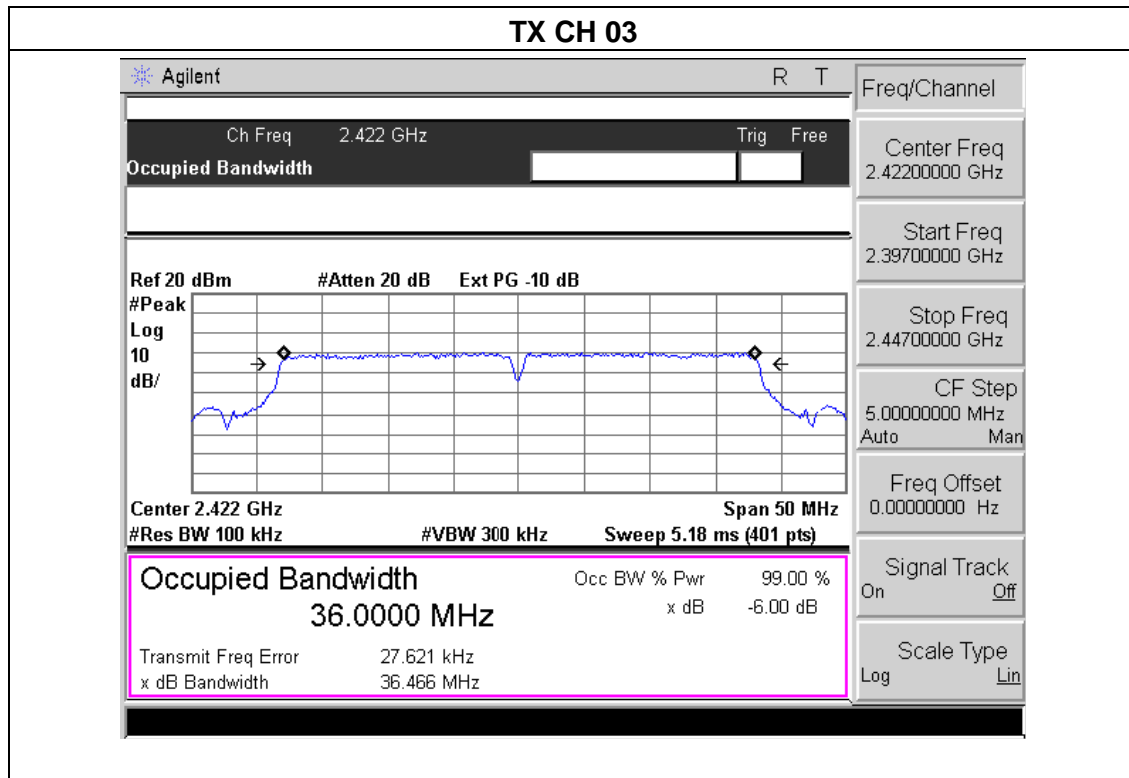 TX CH 03
Agilent R T
Ch Freq 2.422 GHz Trig Free
Occupied Bandwidth
Ref 20 dBm #Atten 20 dB Ext PG -10 dB
#Peak
Log
10
dB/
Center 2.422 GHz Span 50 MHz
#Res BW 100 kHz #VBW 300 kHz Sweep 5.18 ms (401 pts)
Occupied Bandwidth Occ BW % Pwr 99.00 %
36.0000 MHz x dB -6.00 dB
Transmit Freq Error 27.621 kHz
x dB Bandwidth 36.466 MHz
Freq/Channel
Center Freq
2.42200000 GHz
Start Freq
2.39700000 GHz
Stop Freq
2.44700000 GHz
CF Step
5.00000000 MHz
Auto Man
Freq Offset
0.00000000 Hz
Signal Track
On Off
Scale Type
Log Lin